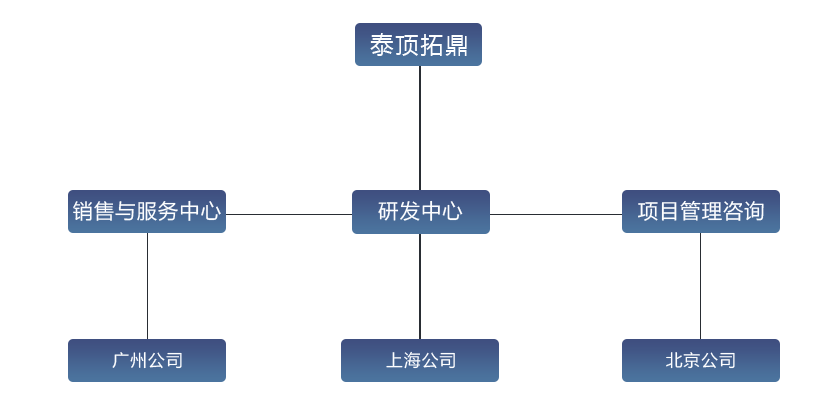 泰顶拓鼎
销售与服务中心
研发中心
项目管理咨询
广州公司
上海公司
北京公司